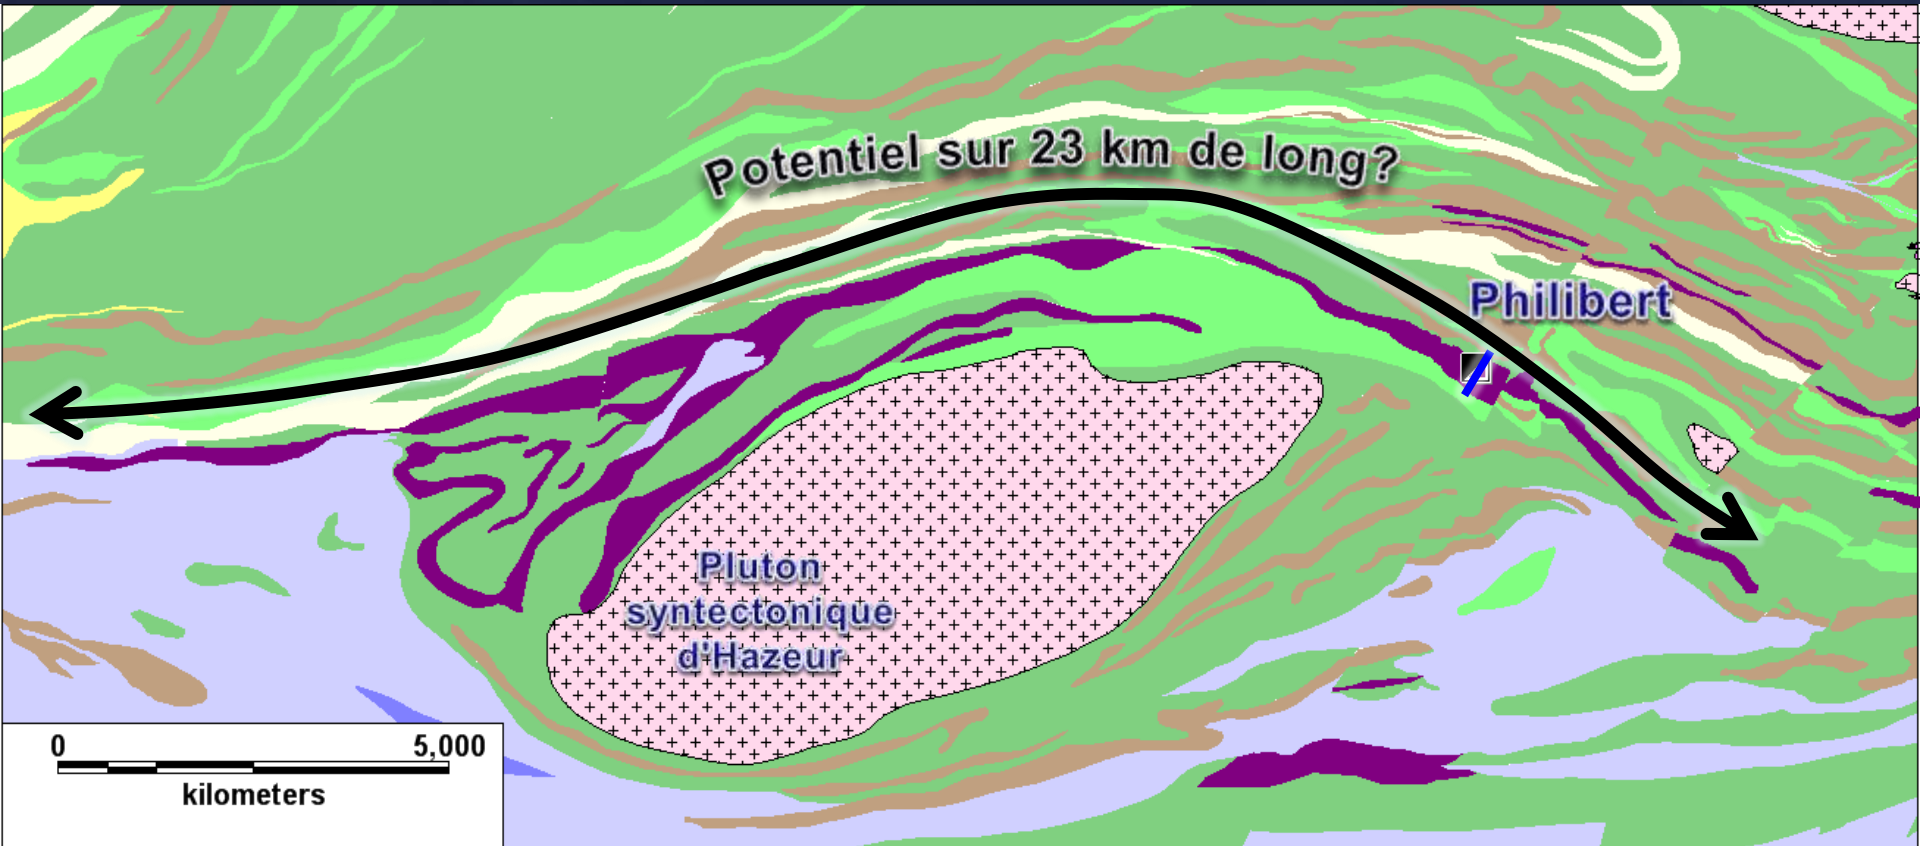 Potentiel sur 23 km de long?
Philibert
Pluton
syntectonique
d'Hazeur
0 5,000
kilometers